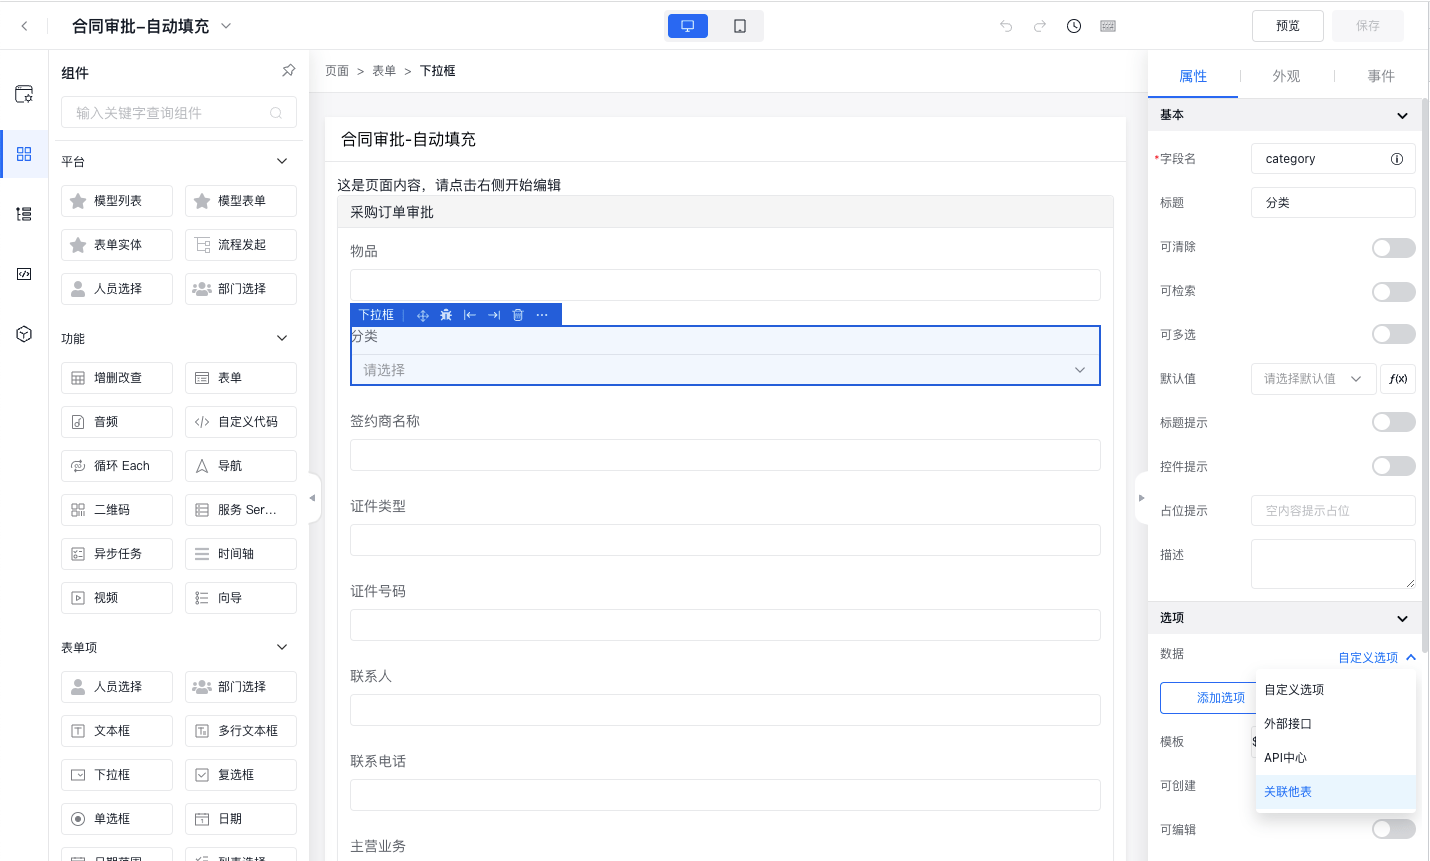 合同审批-自动填充
预览
保存
组件
输入关键字查询组件
平台
模型列表
模型表单
表单实体
流程发起
人员选择
部门选择
功能
增删改查
表单
音频
自定义代码
循环 Each
导航
二维码
服务 Ser...
异步任务
时间轴
视频
向导
表单项
人员选择
部门选择
文本框
多行文本框
下拉框
复选框
单选框
日期
日期范围
列表选择
页面 > 表单 > 下拉框
合同审批-自动填充
这是页面内容，请点击右侧开始编辑
采购订单审批
物品
下拉框
分类
请选择
签约商名称
证件类型
证件号码
联系人
联系电话
主营业务
属性
外观
事件
基本
*字段名
category
标题
分类
可清除
可检索
可多选
默认值
请选择默认值
f(x)
标题提示
控件提示
占位提示
空内容提示占位
描述
选项
数据
自定义选项
添加选项
自定义选项
外部接口
API中心
关联他表
模板
可创建
可编辑